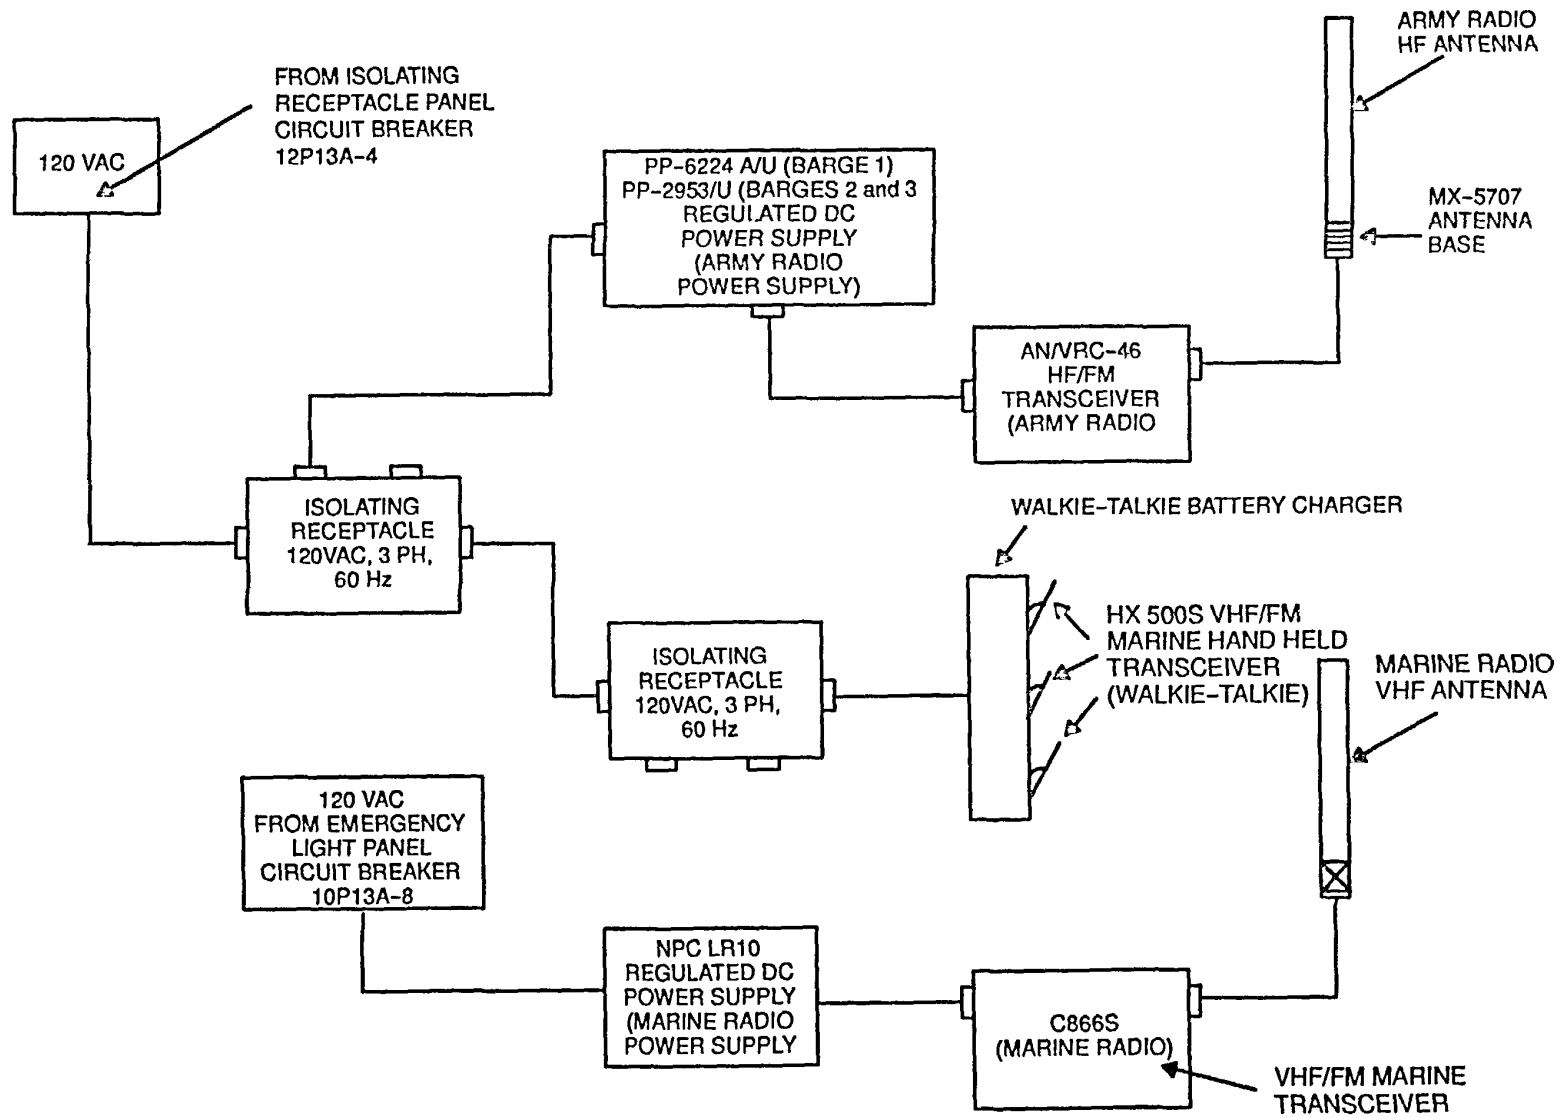 ARMY RADIO
HF ANTENNA
FROM ISOLATING
RECEPTACLE PANEL
CIRCUIT BREAKER
12P13A-4
120 VAC
PP-6224 A/U (BARGE 1)
PP-2953/U (BARGES 2 and 3
REGULATED DC
POWER SUPPLY
(ARMY RADIO
POWER SUPPLY)
MX-5707
ANTENNA
BASE
AN/VRC-46
HF/FM
TRANSCEIVER
(ARMY RADIO
ISOLATING
RECEPTACLE
120VAC, 3 PH,
60 Hz
WALKIE-TALKIE BATTERY CHARGER
HX 500S VHF/FM
MARINE HAND HELD
TRANSCEIVER
(WALKIE-TALKIE)
ISOLATING
RECEPTACLE
120VAC, 3 PH,
60 Hz
MARINE RADIO
VHF ANTENNA
120 VAC
FROM EMERGENCY
LIGHT PANEL
CIRCUIT BREAKER
10P13A-8
NPC LR10
REGULATED DC
POWER SUPPLY
(MARINE RADIO
POWER SUPPLY
C866S
(MARINE RADIO)
VHF/FM MARINE
TRANSCEIVER